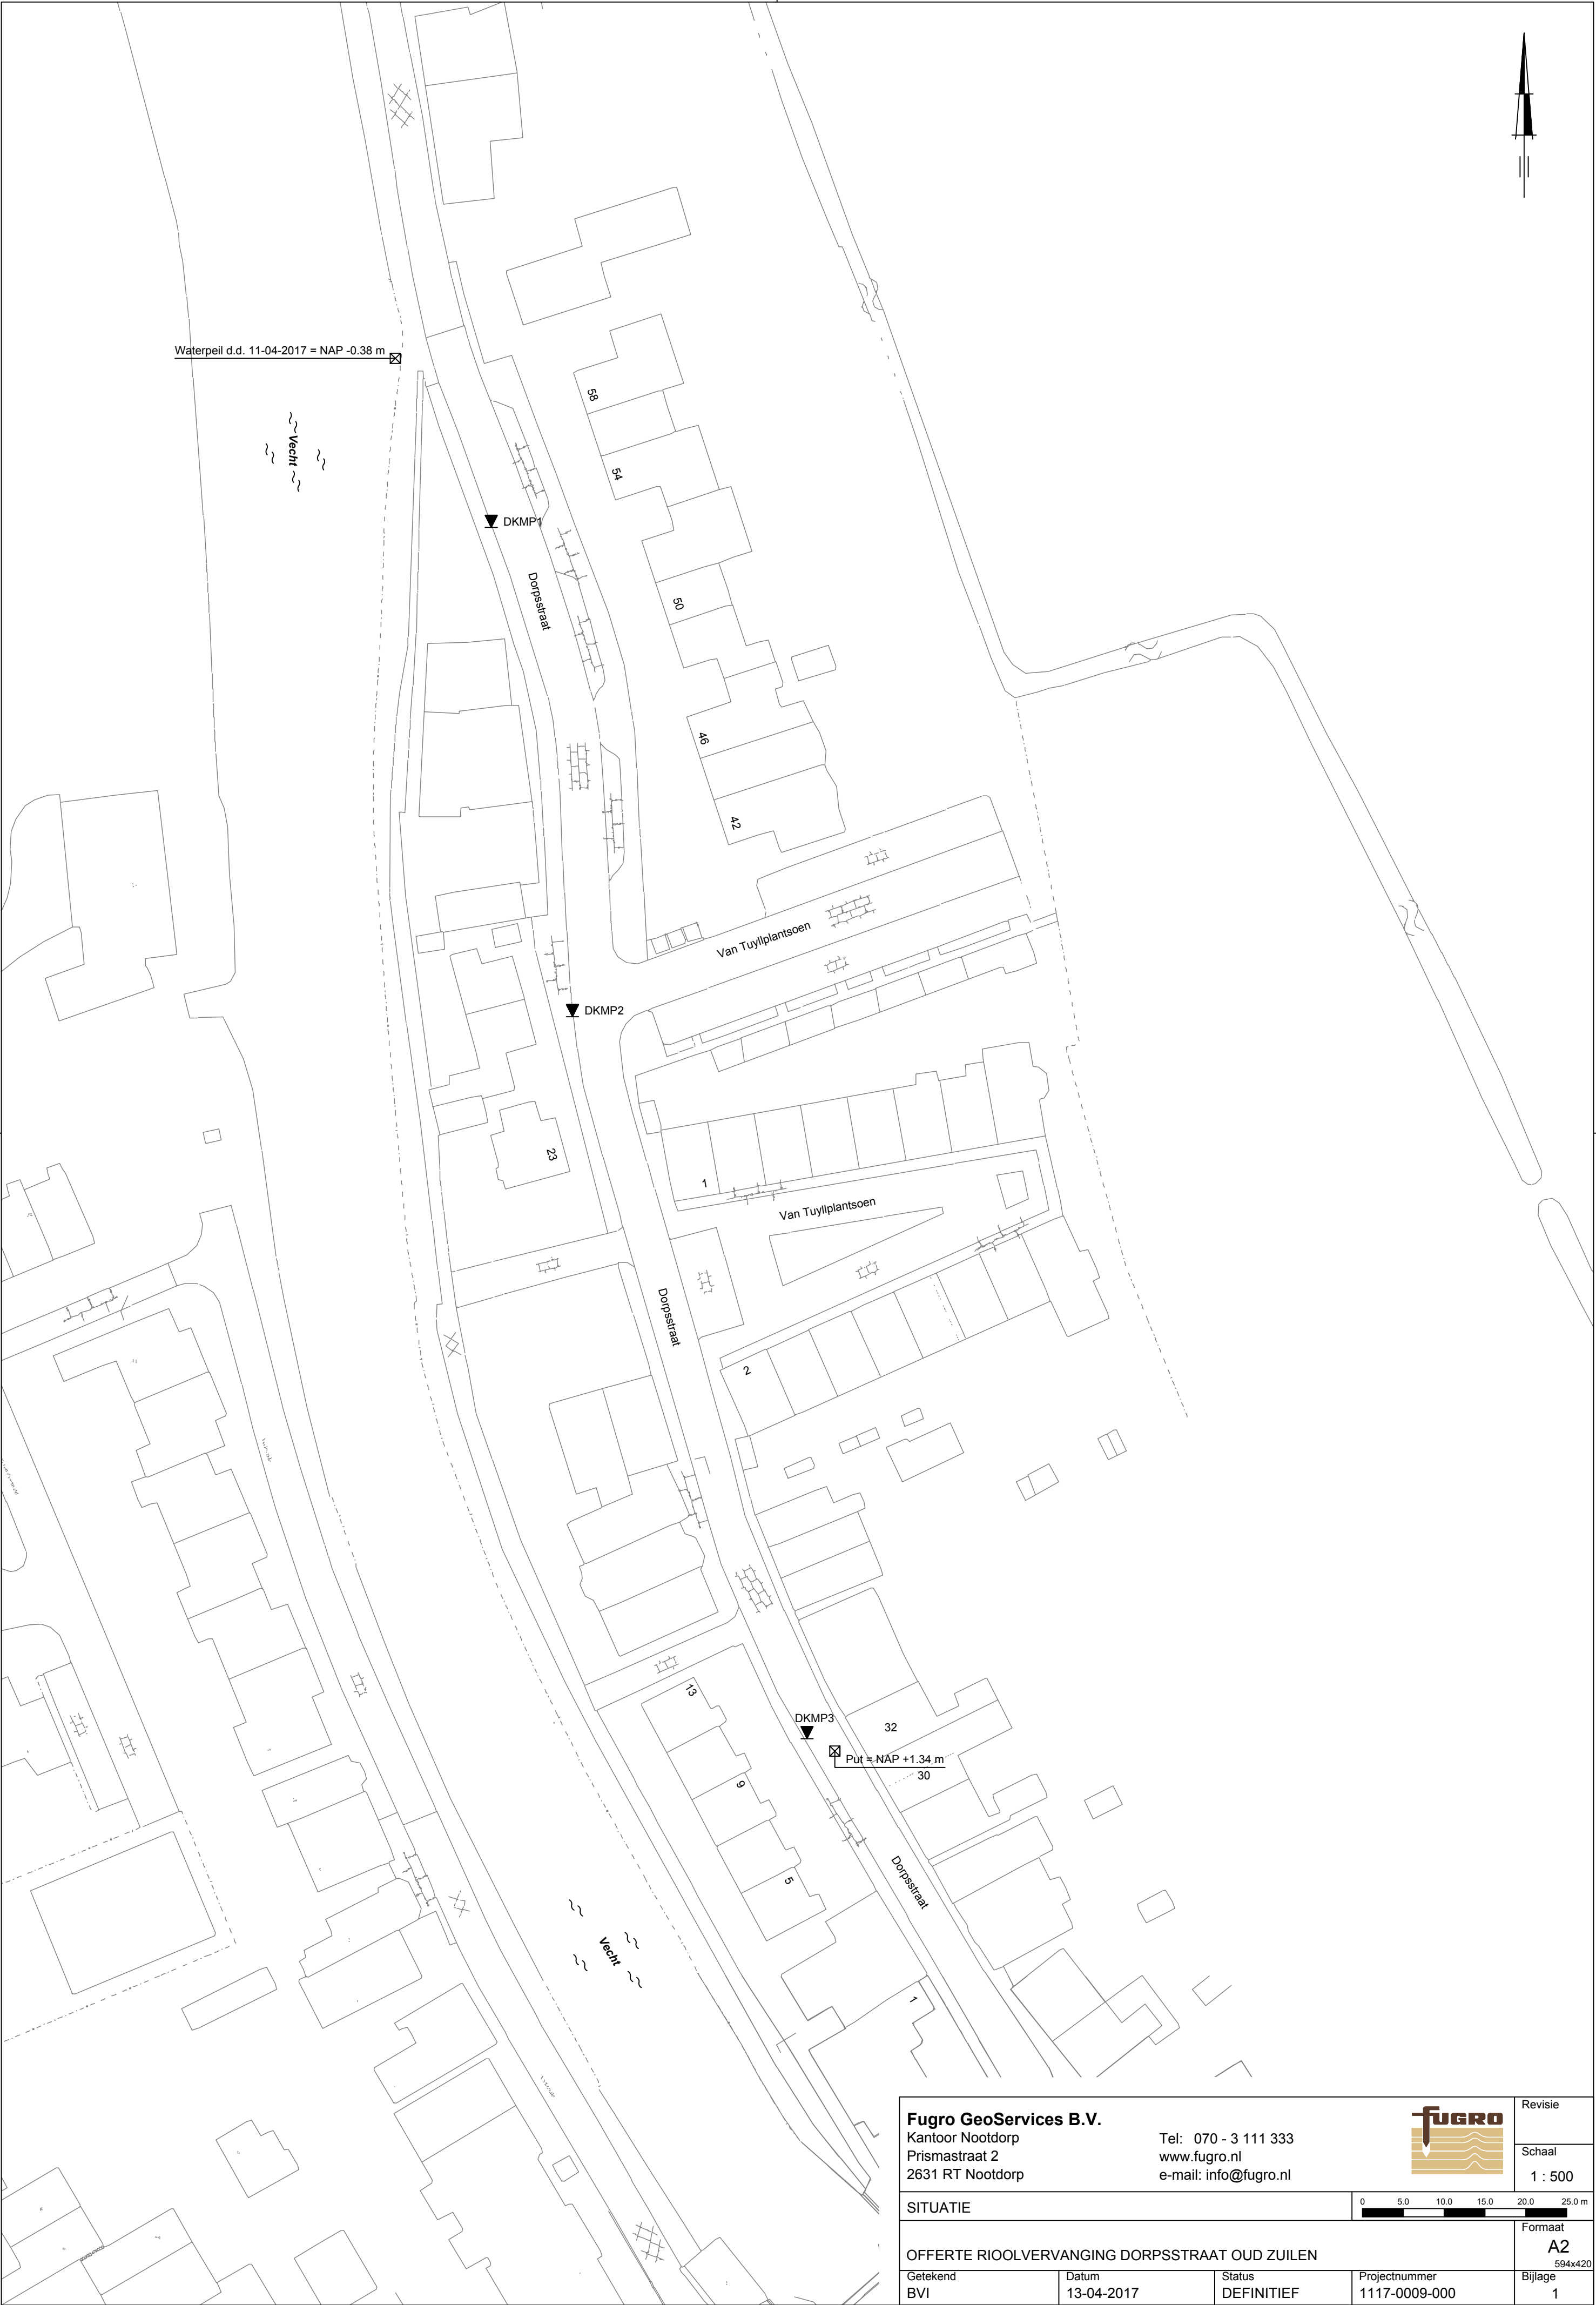 Waterpeil d.d. 11-04-2017 = NAP -0.38 m
Vecht
58
54
DKMP1
Dorpsstraat
50
46
42
Van Tuyllplantsoen
DKMP2
23
1
Van Tuyllplantsoen
Dorpsstraat
2
13
DKMP3
32
Put = NAP +1.34 m
30
9
5
Dorpsstraat
Vecht
1
Fugro GeoServices B.V.
Kantoor Nootdorp
Prismastraat 2
2631 RT Nootdorp
Tel: 070 - 3 111 333
www.fugro.nl
e-mail: info@fugro.nl
FUGRO
Revisie
Schaal
1 : 500
SITUATIE
0 5.0 10.0 15.0 20.0 25.0 m
OFFERTE RIOOLVERVANGING DORPSSTRAAT OUD ZUILEN
Formaat
A2
594x420
Getekend
BVI
Datum
13-04-2017
Status
DEFINITIEF
Projectnummer
1117-0009-000
Bijlage
1